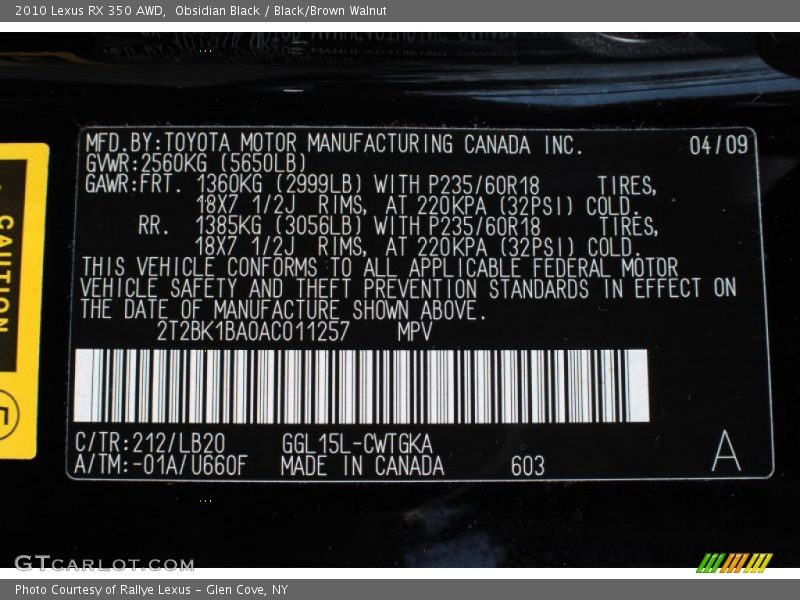 2010 Lexus RX 350 AWD,  Obsidian Black / Black/Brown Walnut
MFD.BY:TOYOTA MOTOR MANUFACTURING CANADA INC. 04/09
GVWR:2560KG (5650LB)
GAWR:FRT. 1360KG (2999LB) WITH P235/60R18 TIRES,
18X7 1/2J RIMS, AT 220KPA (32PSI) COLD.
RR. 1385KG (3056LB) WITH P235/60R18 TIRES,
18X7 1/2J RIMS, AT 220KPA (32PSI) COLD.
THIS VEHICLE CONFORMS TO ALL APPLICABLE FEDERAL MOTOR
VEHICLE SAFETY AND THEFT PREVENTION STANDARDS IN EFFECT ON
THE DATE OF MANUFACTURE SHOWN ABOVE.
2T2BK1BA0AC011257 MPV
C/TR:212/LB20 GGL15L-CWTGKA
A/TM:-01A/U660F MADE IN CANADA 603 A
CAUTION
GTCARLOT.COM
Photo Courtesy of Rallye Lexus - Glen Cove, NY